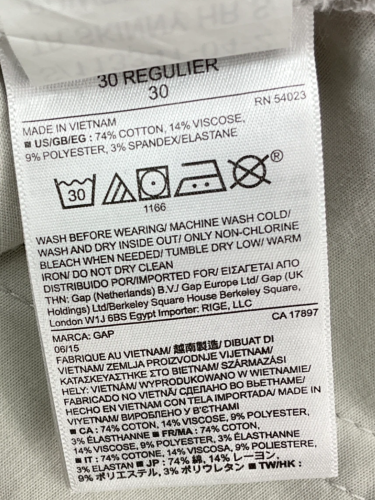 30 REGULIER
30
RN 54023
MADE IN VIETNAM
■ US/GB/EG : 74% COTTON, 14% VISCOSE,
9% POLYESTER, 3% SPANDEX/ELASTANE
30
®
1166
WASH BEFORE WEARING/ MACHINE WASH COLD/
WASH AND DRY INSIDE OUT/ ONLY NON-CHLORINE
BLEACH WHEN NEEDED/ TUMBLE DRY LOW/ WARM
IRON/ DO NOT DRY CLEAN
DISTRIBUIDO POR/IMPORTED FOR/ ΕΙΣΑΓΕΤΑΙ ΑΠΟ
ΤΗΝ: Gap (Netherlands) B.V./ Gap Europe Ltd/ Gap (UK
Holdings) Ltd/Berkeley Square House Berkeley Square,
London W1J 6BS Egypt Importer: RIGE, LLC
CA 17897
MARCA: GAP
06/15
FABRIQUE AU VIETNAM/ 越南製造/ DIBUAT DI
VIETNAM/ ZEMLJA PROIZVODNJE VIJETNAM/
ΚΑΤΑΣΚΕΥΑΣΤΗΚΕ ΣΤΟ ΒΙΕΤΝΑΜ/ SZÁRMAZÁSI
HELY: VIETNÁM/ WYPRODUKOWANO W WIETNAMIE/
FABRICADO NO VIETNÃ/ СДЕЛАНО ВО ВЬЕТНАМЕ/
HECHO EN VIETNAM CON TELA IMPORTADA/ MADE IN
VIYETNAM/ ВИРОБЛЕНО У В'ЄТНАМІ
■ CA : 74% COTON, 14% VISCOSE, 9% POLYESTER,
3% ÉLASTHANNE ■ FR/MA : 74% COTON,
14% VISCOSE, 9% POLYESTER, 3% ÉLASTHANNE
■ IT : 74% COTONE, 14% VISCOSA, 9% POLIESTERE,
3% ELASTAN ■ JP : 74% 綿, 14% レーヨン,
9% ポリエステル, 3% ポリウレタン ■ TW/HK :